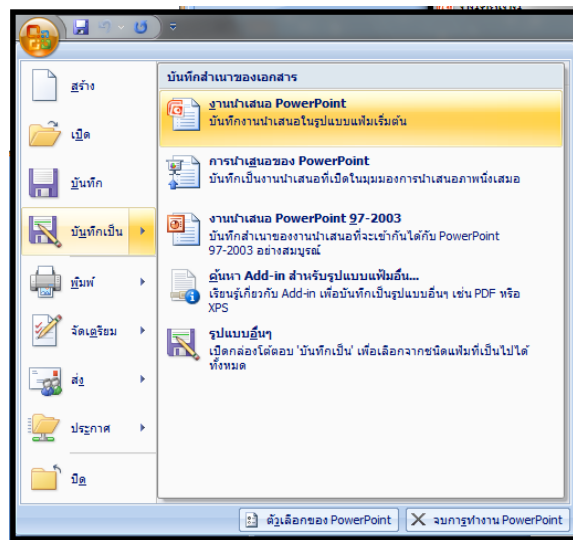 สร้าง
เปิด
บันทึก
บันทึกเป็น
พิมพ์
จัดเตรียม
ส่ง
ประกาศ
ปิด
บันทึกสำเนาของเอกสาร
งานนำเสนอ PowerPoint
บันทึกงานนำเสนอในรูปแบบแฟ้มเริ่มต้น
การนำเสนอของ PowerPoint
บันทึกเป็นงานนำเสนอที่เปิดในมุมมองการนำเสนอภาพนิ่งเสมอ
งานนำเสนอ PowerPoint 97-2003
บันทึกสำเนาของงานนำเสนอที่จะเข้ากันได้กับ PowerPoint
97-2003 อย่างสมบูรณ์
ค้นหา Add-in สำหรับรูปแบบแฟ้มอื่น...
เรียนรู้เกี่ยวกับ Add-in เพื่อบันทึกเป็นรูปแบบอื่นๆ เช่น PDF หรือ
XPS
รูปแบบอื่นๆ
เปิดกล่องโต้ตอบ 'บันทึกเป็น' เพื่อเลือกจากชนิดแฟ้มที่เป็นไปได้
ทั้งหมด
ตัวเลือกของ PowerPoint
จบการทำงาน PowerPoint